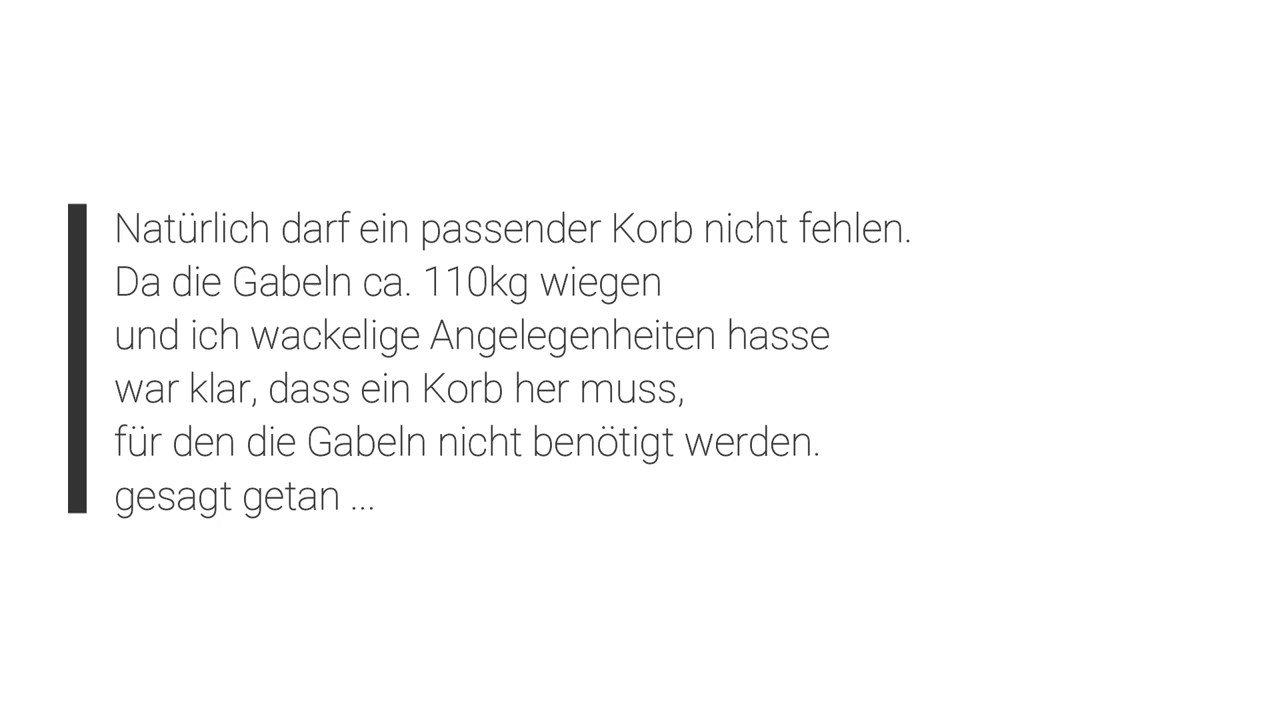 Natürlich darf ein passender Korb nicht fehlen.
Da die Gabeln ca. 110kg wiegen
und ich wackelige Angelegenheiten hasse
war klar, dass ein Korb her muss,
für den die Gabeln nicht benötigt werden.
gesagt getan ...